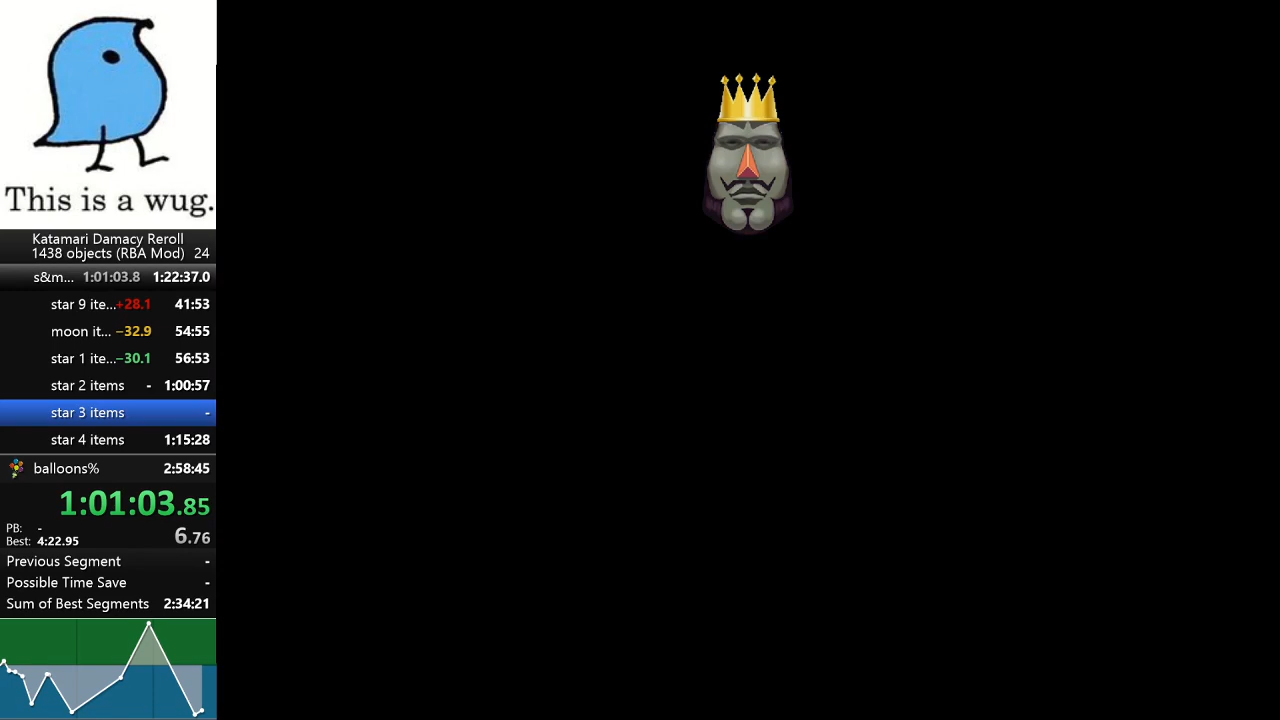 This is a wug.
Katamari Damacy Reroll
1438 objects (RBA Mod) 24
s&m... 1:01:03.8 1:22:37.0
star 9 ite... +28.1 41:53
moon it... −32.9 54:55
star 1 ite... −30.1 56:53
star 2 items - 1:00:57
star 3 items -
star 4 items 1:15:28
balloons% 2:58:45
1:01:03.85
PB: -
6.76
Best: 4:22.95
Previous Segment -
Possible Time Save -
Sum of Best Segments 2:34:21